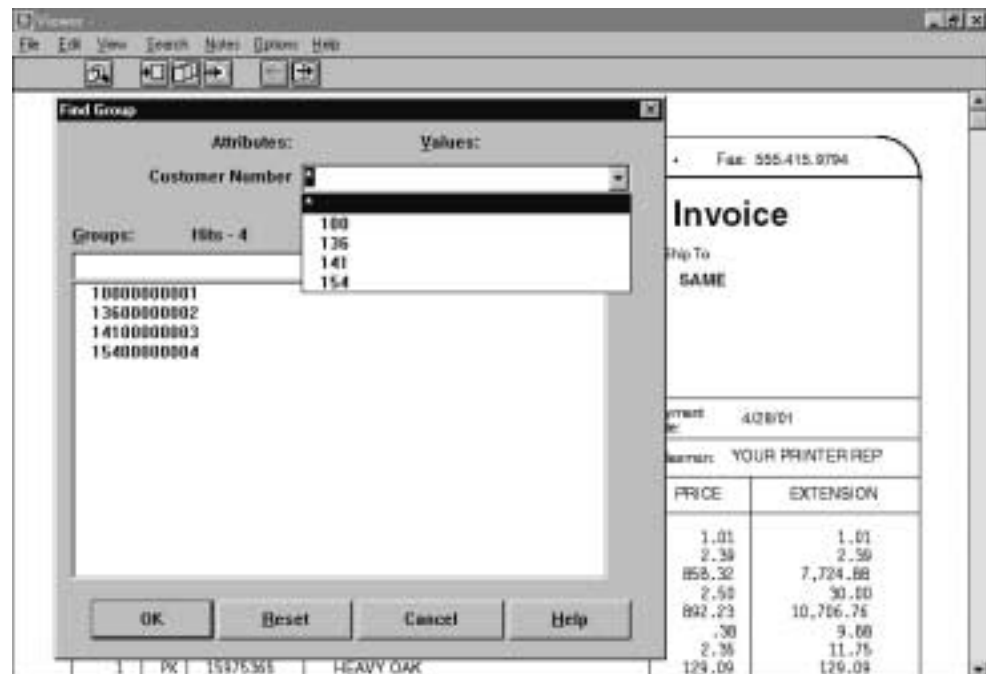 Viewer
File Edit View Search Notes Options Help
Find Group
Attributes: Values:
Customer Number *
*
100
136
141
154
Groups: Hits - 4
10000000001
13600000002
14100000003
15400000004
OK Reset Cancel Help
Fax: 555.415.9794
Invoice
Ship To
SAME
yment 4/28/01
e:
lesman: YOUR PRINTER REP
PRICE EXTENSION
1.01 1.01
2.39 2.39
858.32 7,724.88
2.50 30.00
892.23 10,706.76
.38 9.88
2.35 11.75
1 PK 15975365 HEAVY OAK 129.09 129.09